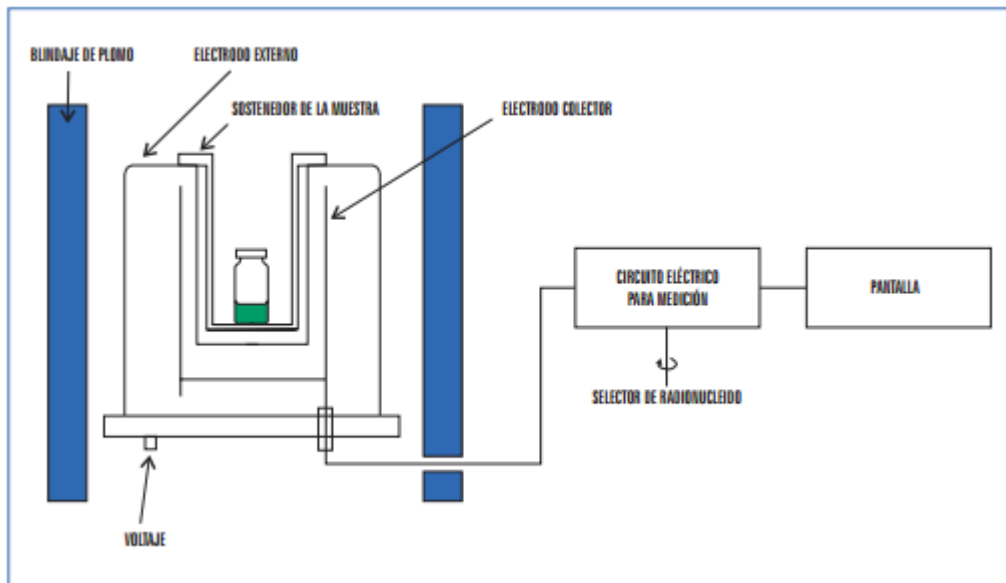 BLINDAJE DE PLOMO
ELECTRODO EXTERNO
SOSTENEDOR DE LA MUESTRA
ELECTRODO COLECTOR
CIRCUITO ELÉCTRICO
PARA MEDICIÓN
PANTALLA
SELECTOR DE RADIONUCLEIDO
VOLTAJE